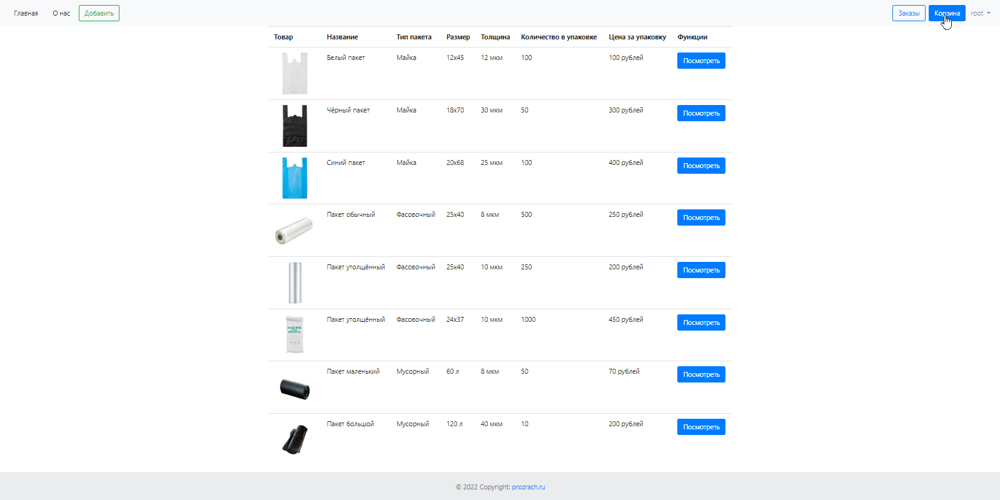 Главная О нас Добавить Заказы Корзина root
Товар Название Тип пакета Размер Толщина Количество в упаковке Цена за упаковку Функции
Белый пакет Майка 12x45 12 мкм 100 100 рублей Посмотреть
Чёрный пакет Майка 18x70 30 мкм 50 300 рублей Посмотреть
Синий пакет Майка 20x68 25 мкм 100 400 рублей Посмотреть
Пакет обычный Фасовочный 25x40 8 мкм 500 250 рублей Посмотреть
Пакет утолщённый Фасовочный 25x40 10 мкм 250 200 рублей Посмотреть
Пакет утолщённый Фасовочный 24x37 10 мкм 1000 450 рублей Посмотреть
Пакет маленький Мусорный 60 л 8 мкм 50 70 рублей Посмотреть
Пакет большой Мусорный 120 л 40 мкм 10 200 рублей Посмотреть
© 2022 Copyright: prozrach.ru